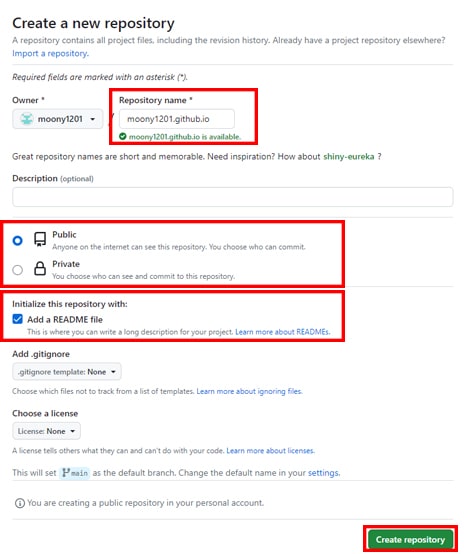 Create a new repository
A repository contains all project files, including the revision history. Already have a project repository elsewhere?
Import a repository.
Required fields are marked with an asterisk (*).
Owner * Repository name *
moony1201 / moony1201.github.io
moony1201.github.io is available.
Great repository names are short and memorable. Need inspiration? How about shiny-eureka ?
Description (optional)
Public
Anyone on the internet can see this repository. You choose who can commit.
Private
You choose who can see and commit to this repository.
Initialize this repository with:
Add a README file
This is where you can write a long description for your project. Learn more about READMEs.
Add .gitignore
.gitignore template: None
Choose which files not to track from a list of templates. Learn more about ignoring files.
Choose a license
License: None
A license tells others what they can and can't do with your code. Learn more about licenses.
This will set main as the default branch. Change the default name in your settings.
You are creating a public repository in your personal account.
Create repository